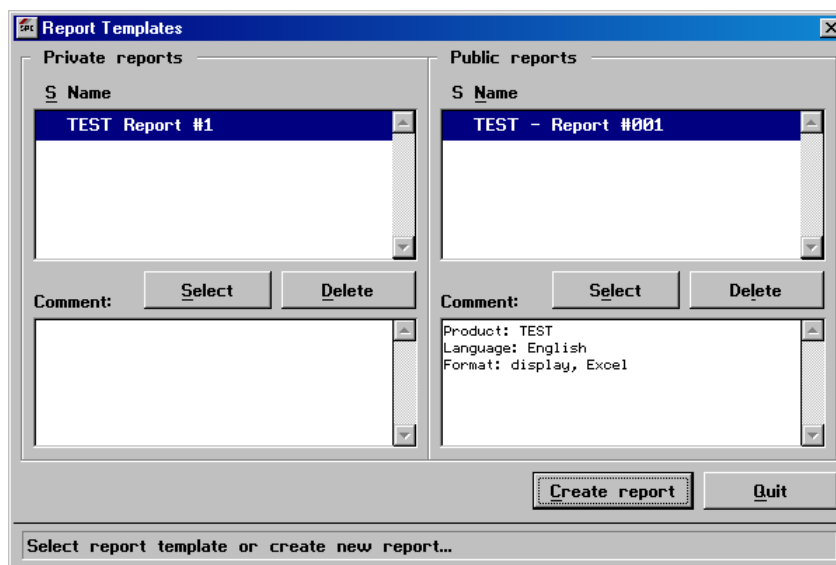 SPC Report Templates
Private reports
S Name
TEST Report #1
Select
Delete
Comment:
Public reports
S Name
TEST - Report #001
Select
Delete
Comment:
Product: TEST
Language: English
Format: display, Excel
Create report
Quit
Select report template or create new report...